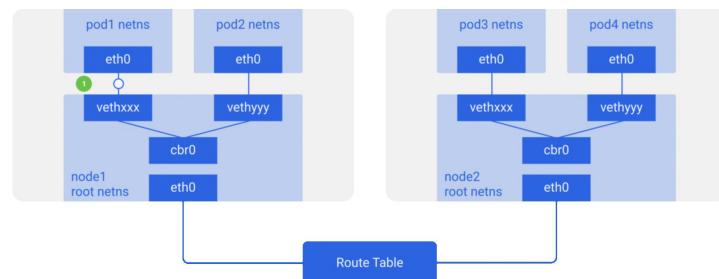 pod1 netns
pod2 netns
eth0
eth0
1
vethxxx
vethyyy
cbr0
node1
root netns
eth0
pod3 netns
pod4 netns
eth0
eth0
vethxxx
vethyyy
cbr0
node2
root netns
eth0
Route Table